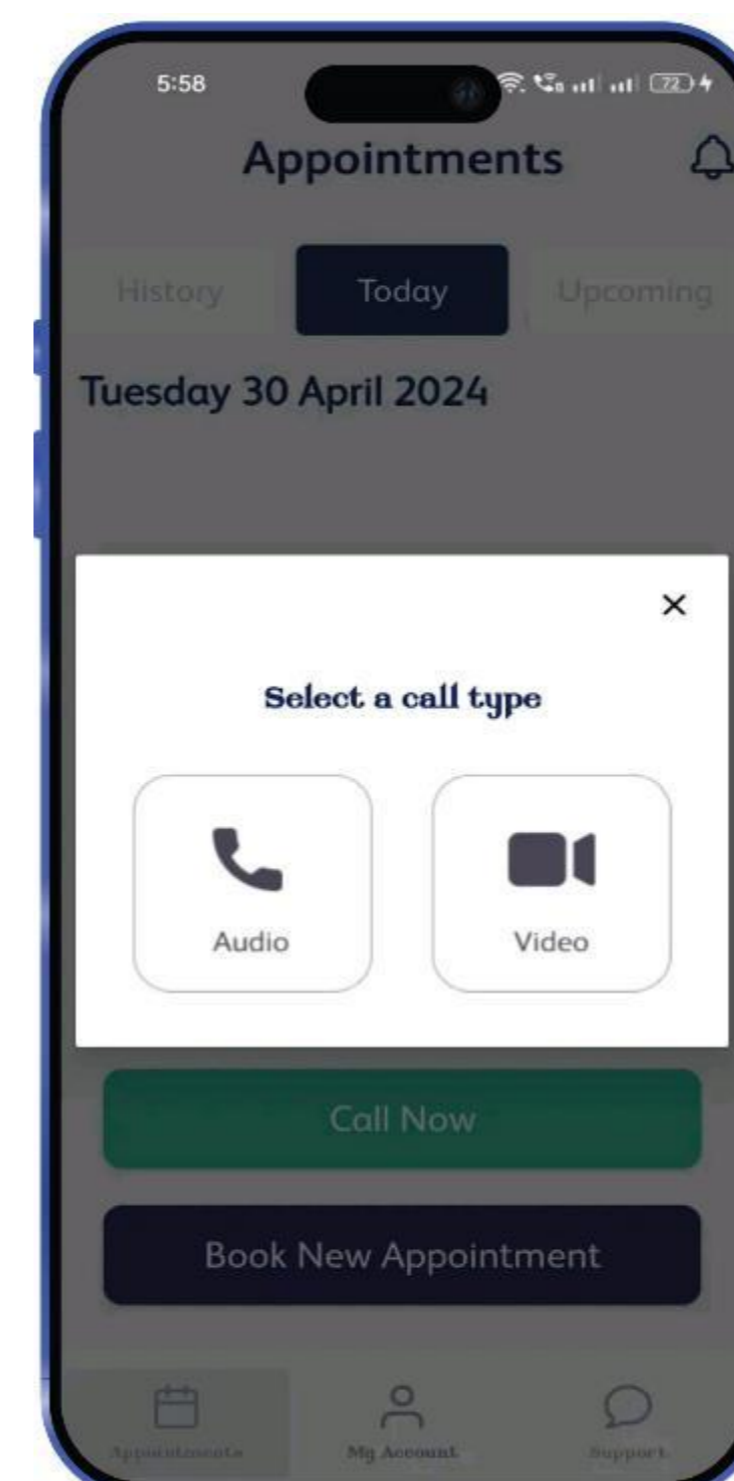 5:58
72
Appointments
History Today Upcoming
Tuesday 30 April 2024
Select a call type
Audio Video
Call Now
Book New Appointment
Appointments My Account Support